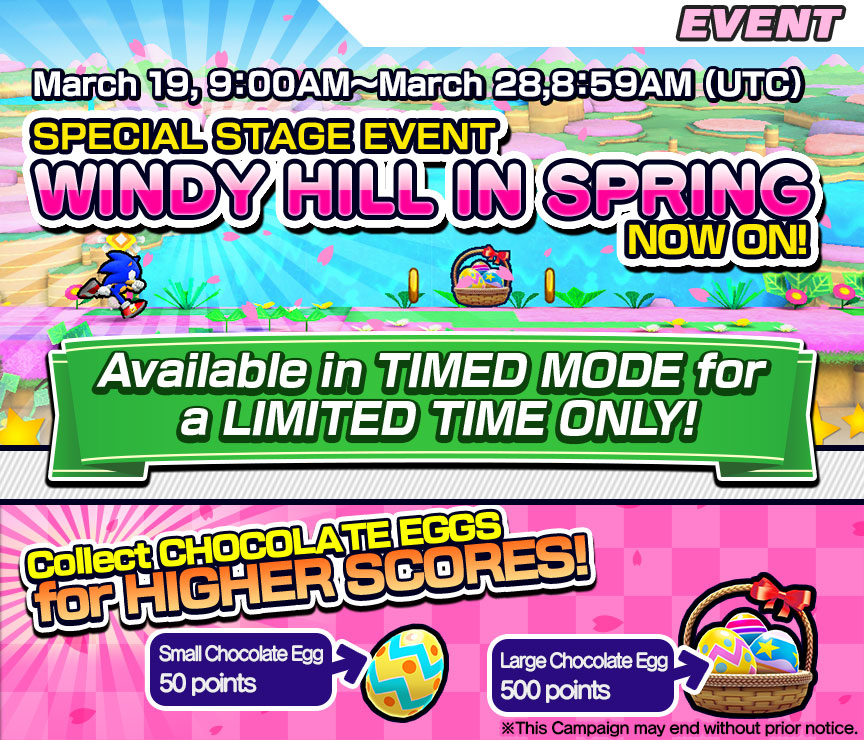 EVENT
March 19, 9:00AM~March 28,8:59AM (UTC)
SPECIAL STAGE EVENT
WINDY HILL IN SPRING
NOW ON!
Available in TIMED MODE for
a LIMITED TIME ONLY!
Collect CHOCOLATE EGGS
for HIGHER SCORES!
Small Chocolate Egg
50 points
Large Chocolate Egg
500 points
※This Campaign may end without prior notice.